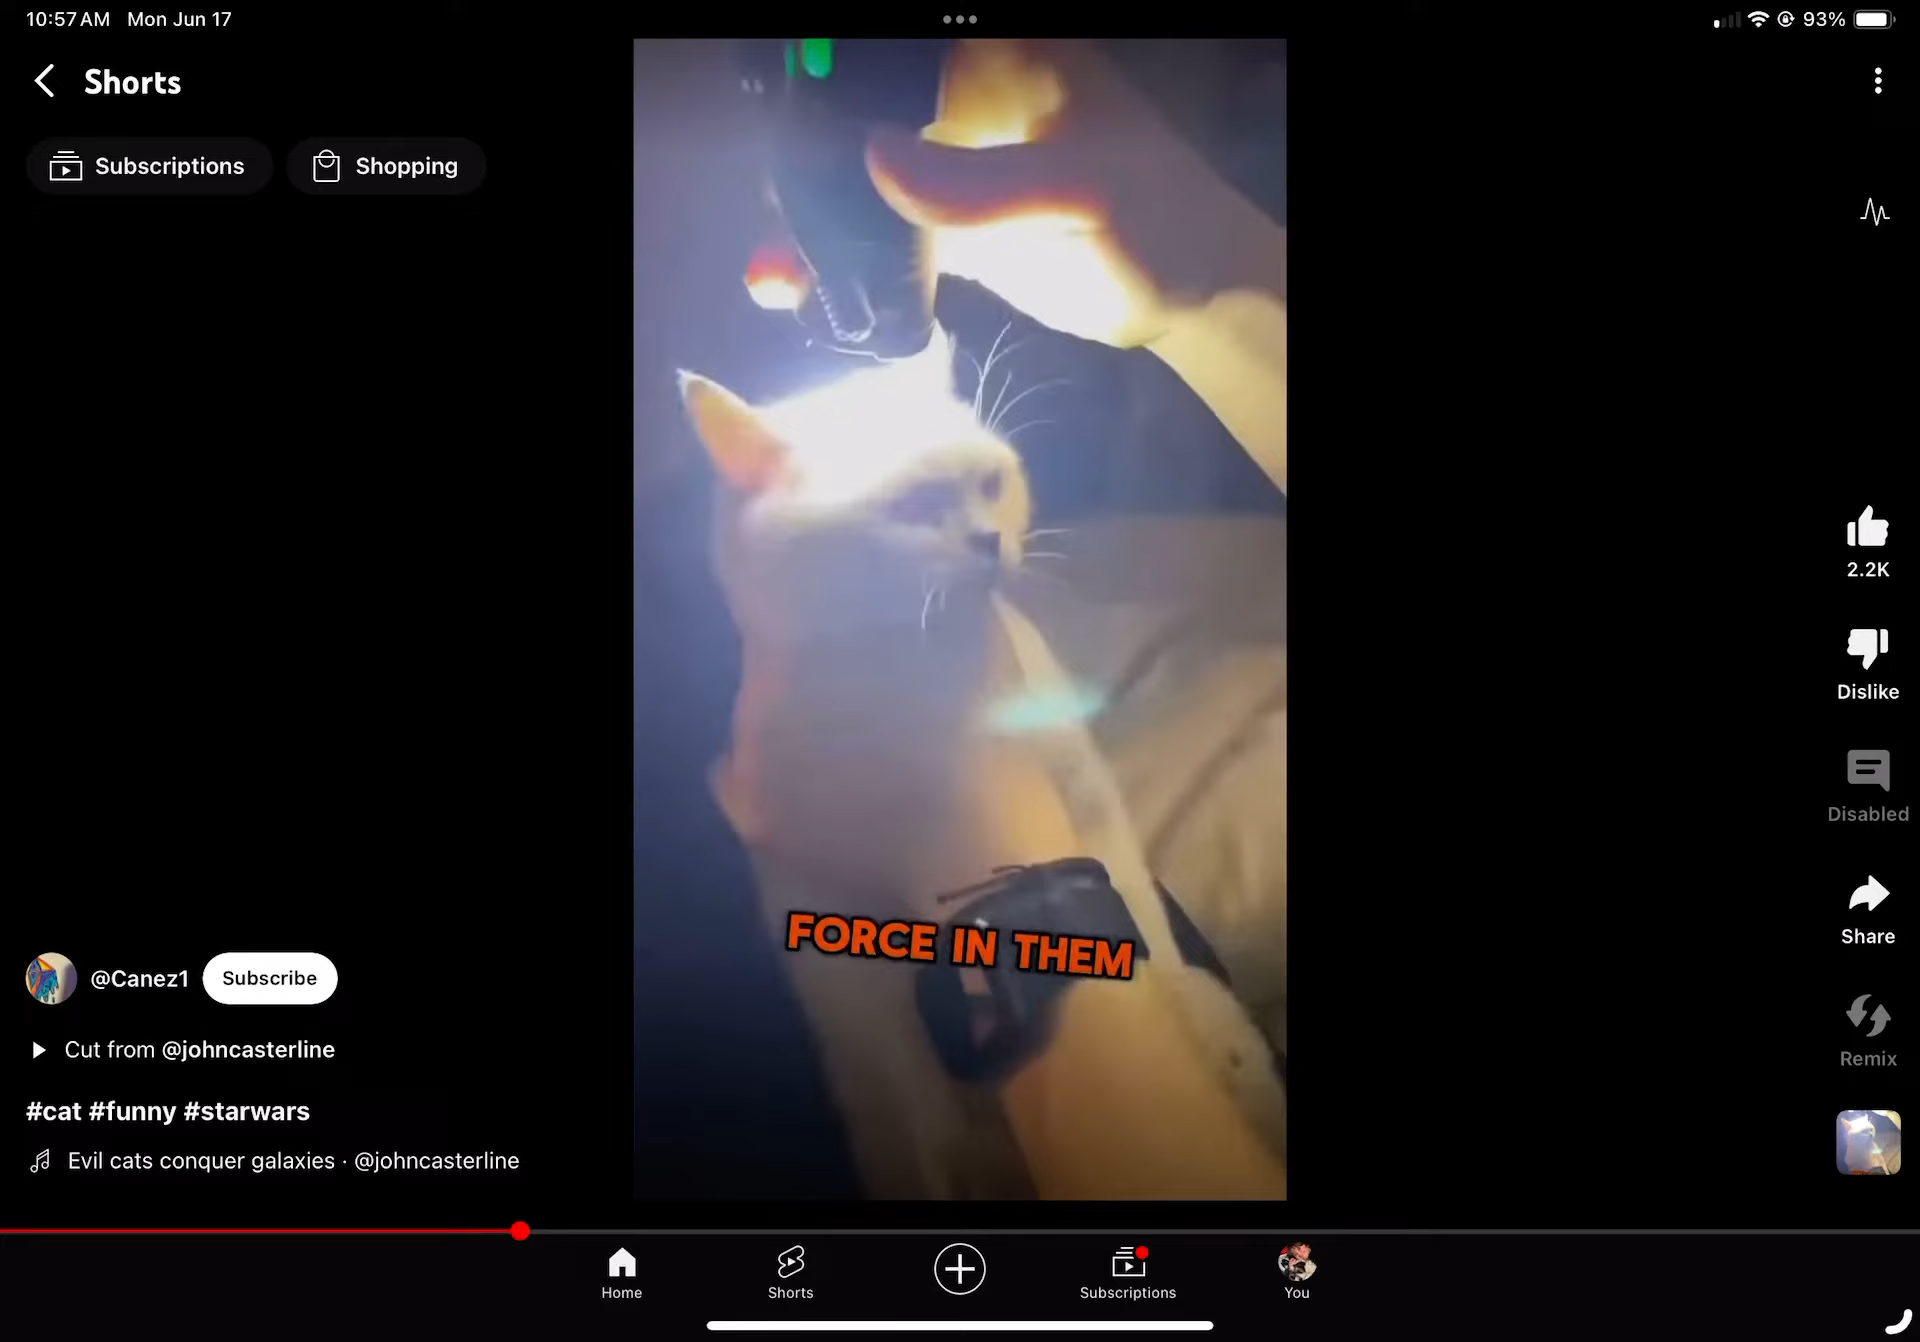 10:57 AM Mon Jun 17
93%
Shorts
Subscriptions
Shopping
2.2K
Dislike
Disabled
Share
Remix
FORCE IN THEM
@Canez1
Subscribe
Cut from @johncasterline
#cat #funny #starwars
Evil cats conquer galaxies · @johncasterline
Home
Shorts
Subscriptions
You